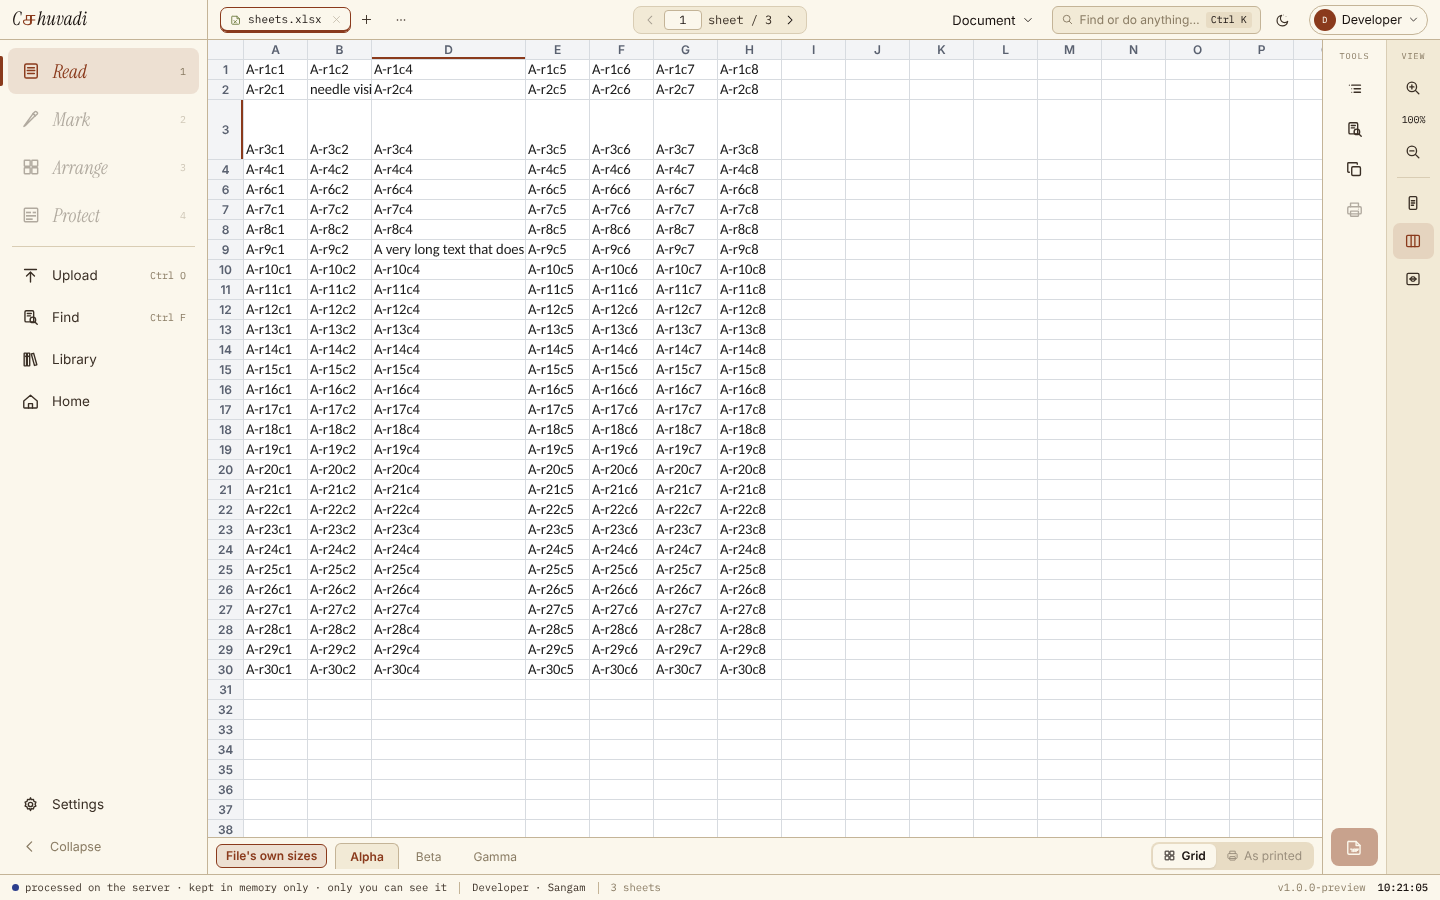 Cஓhuvadi
sheets.xlsx
1 sheet / 3
Document
Find or do anything... Ctrl K
D Developer
Read 1
Mark 2
Arrange 3
Protect 4
Upload Ctrl O
Find Ctrl F
Library
Home
Settings
Collapse
A B D E F G H I J K L M N O P
1 A-r1c1 A-r1c2 A-r1c4 A-r1c5 A-r1c6 A-r1c7 A-r1c8
2 A-r2c1 needle visi A-r2c4 A-r2c5 A-r2c6 A-r2c7 A-r2c8
3 A-r3c1 A-r3c2 A-r3c4 A-r3c5 A-r3c6 A-r3c7 A-r3c8
4 A-r4c1 A-r4c2 A-r4c4 A-r4c5 A-r4c6 A-r4c7 A-r4c8
6 A-r6c1 A-r6c2 A-r6c4 A-r6c5 A-r6c6 A-r6c7 A-r6c8
7 A-r7c1 A-r7c2 A-r7c4 A-r7c5 A-r7c6 A-r7c7 A-r7c8
8 A-r8c1 A-r8c2 A-r8c4 A-r8c5 A-r8c6 A-r8c7 A-r8c8
9 A-r9c1 A-r9c2 A very long text that does A-r9c5 A-r9c6 A-r9c7 A-r9c8
10 A-r10c1 A-r10c2 A-r10c4 A-r10c5 A-r10c6 A-r10c7 A-r10c8
11 A-r11c1 A-r11c2 A-r11c4 A-r11c5 A-r11c6 A-r11c7 A-r11c8
12 A-r12c1 A-r12c2 A-r12c4 A-r12c5 A-r12c6 A-r12c7 A-r12c8
13 A-r13c1 A-r13c2 A-r13c4 A-r13c5 A-r13c6 A-r13c7 A-r13c8
14 A-r14c1 A-r14c2 A-r14c4 A-r14c5 A-r14c6 A-r14c7 A-r14c8
15 A-r15c1 A-r15c2 A-r15c4 A-r15c5 A-r15c6 A-r15c7 A-r15c8
16 A-r16c1 A-r16c2 A-r16c4 A-r16c5 A-r16c6 A-r16c7 A-r16c8
17 A-r17c1 A-r17c2 A-r17c4 A-r17c5 A-r17c6 A-r17c7 A-r17c8
18 A-r18c1 A-r18c2 A-r18c4 A-r18c5 A-r18c6 A-r18c7 A-r18c8
19 A-r19c1 A-r19c2 A-r19c4 A-r19c5 A-r19c6 A-r19c7 A-r19c8
20 A-r20c1 A-r20c2 A-r20c4 A-r20c5 A-r20c6 A-r20c7 A-r20c8
21 A-r21c1 A-r21c2 A-r21c4 A-r21c5 A-r21c6 A-r21c7 A-r21c8
22 A-r22c1 A-r22c2 A-r22c4 A-r22c5 A-r22c6 A-r22c7 A-r22c8
23 A-r23c1 A-r23c2 A-r23c4 A-r23c5 A-r23c6 A-r23c7 A-r23c8
24 A-r24c1 A-r24c2 A-r24c4 A-r24c5 A-r24c6 A-r24c7 A-r24c8
25 A-r25c1 A-r25c2 A-r25c4 A-r25c5 A-r25c6 A-r25c7 A-r25c8
26 A-r26c1 A-r26c2 A-r26c4 A-r26c5 A-r26c6 A-r26c7 A-r26c8
27 A-r27c1 A-r27c2 A-r27c4 A-r27c5 A-r27c6 A-r27c7 A-r27c8
28 A-r28c1 A-r28c2 A-r28c4 A-r28c5 A-r28c6 A-r28c7 A-r28c8
29 A-r29c1 A-r29c2 A-r29c4 A-r29c5 A-r29c6 A-r29c7 A-r29c8
30 A-r30c1 A-r30c2 A-r30c4 A-r30c5 A-r30c6 A-r30c7 A-r30c8
31
32
33
34
35
36
37
38
TOOLS
VIEW
100%
File's own sizes Alpha Beta Gamma
Grid As printed
processed on the server · kept in memory only · only you can see it Developer · Sangam 3 sheets
v1.0.0-preview 10:21:05